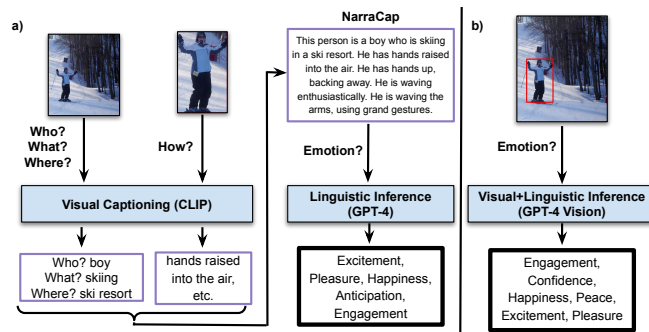 a)
Who?
What?
Where?
How?
Visual Captioning (CLIP)
Who? boy
What? skiing
Where? ski resort
hands raised
into the air,
etc.
NarraCap
This person is a boy who is skiing
in a ski resort. He has hands raised
into the air. He has hands up,
backing away. He is waving
enthusiastically. He is waving the
arms, using grand gestures.
Emotion?
Linguistic Inference
(GPT-4)
Excitement,
Pleasure, Happiness,
Anticipation,
Engagement
b)
Emotion?
Visual+Linguistic Inference
(GPT-4 Vision)
Engagement,
Confidence,
Happiness, Peace,
Excitement, Pleasure